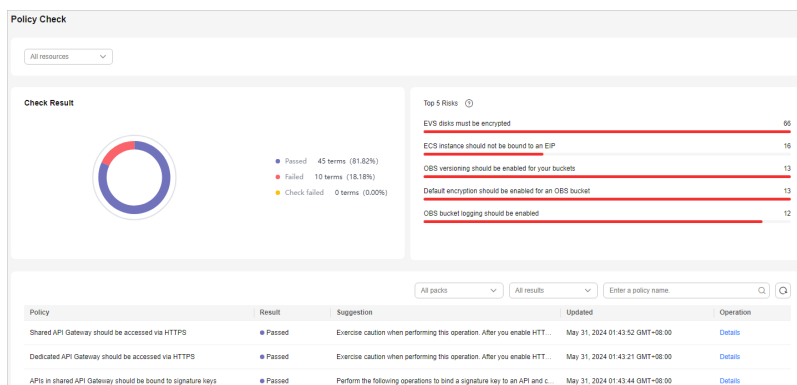 Policy Check
All resources
Check Result
Passed 45 terms (81.82%)
Failed 10 terms (18.18%)
Check failed 0 terms (0.00%)
Top 5 Risks
EVS disks must be encrypted 66
ECS instance should not be bound to an EIP 16
OBS versioning should be enabled for your buckets 13
Default encryption should be enabled for an OBS bucket 13
OBS bucket logging should be enabled 12
All packs All results Enter a policy name.
Policy Result Suggestion Updated Operation
Shared API Gateway should be accessed via HTTPS Passed Exercise caution when performing this operation. After you enable HTT... May 31, 2024 01:43:52 GMT+08:00 Details
Dedicated API Gateway should be accessed via HTTPS Passed Exercise caution when performing this operation. After you enable HTT... May 31, 2024 01:43:21 GMT+08:00 Details
APIs in shared API Gateway should be bound to signature keys Passed Perform the following operations to bind a signature key to an API and c... May 31, 2024 01:43:44 GMT+08:00 Details